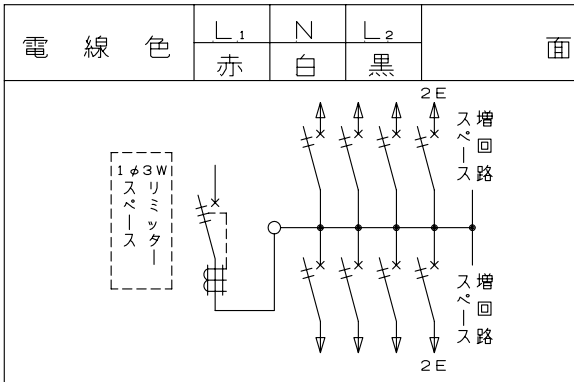 電線色 L1 N L2 面
赤 白 黒
2E
増回路
スペース
1φ3W
リミッター
スペース
増回路
スペース
2E